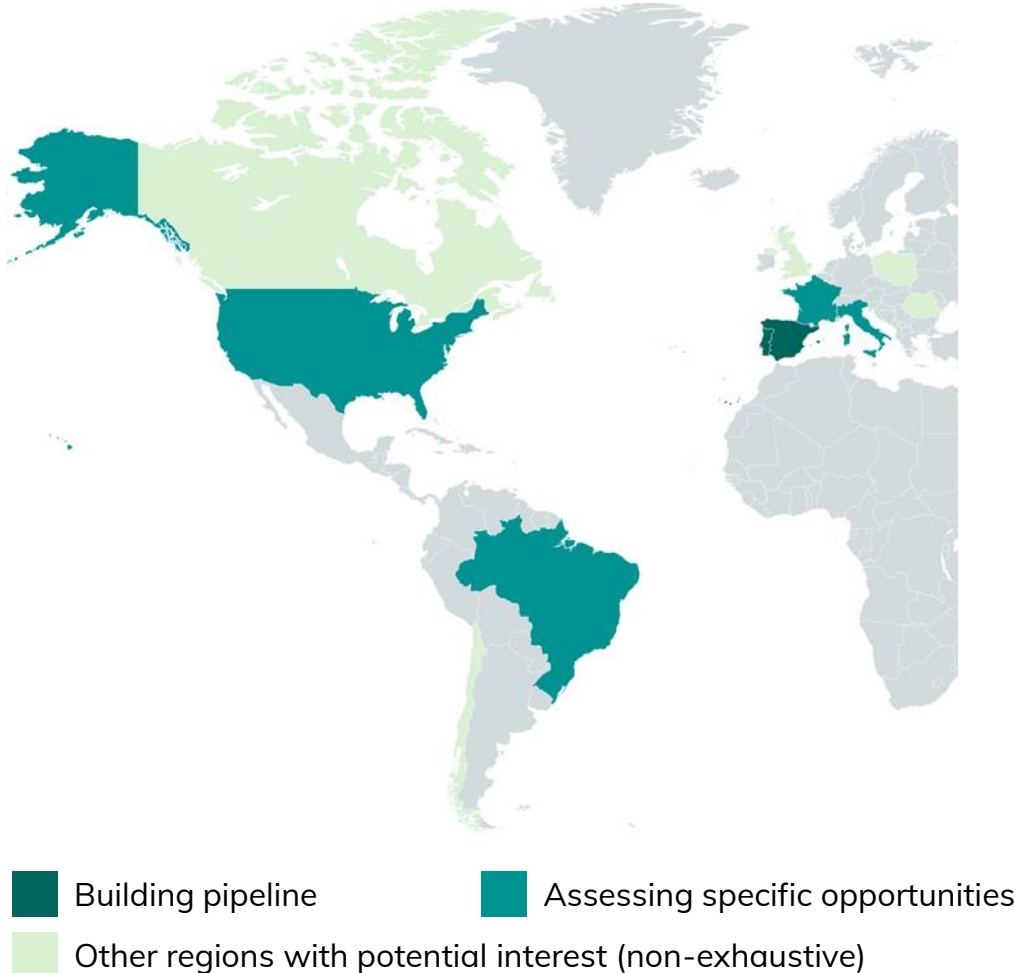 Building pipeline
Assessing specific opportunities
Other regions with potential interest (non-exhaustive)